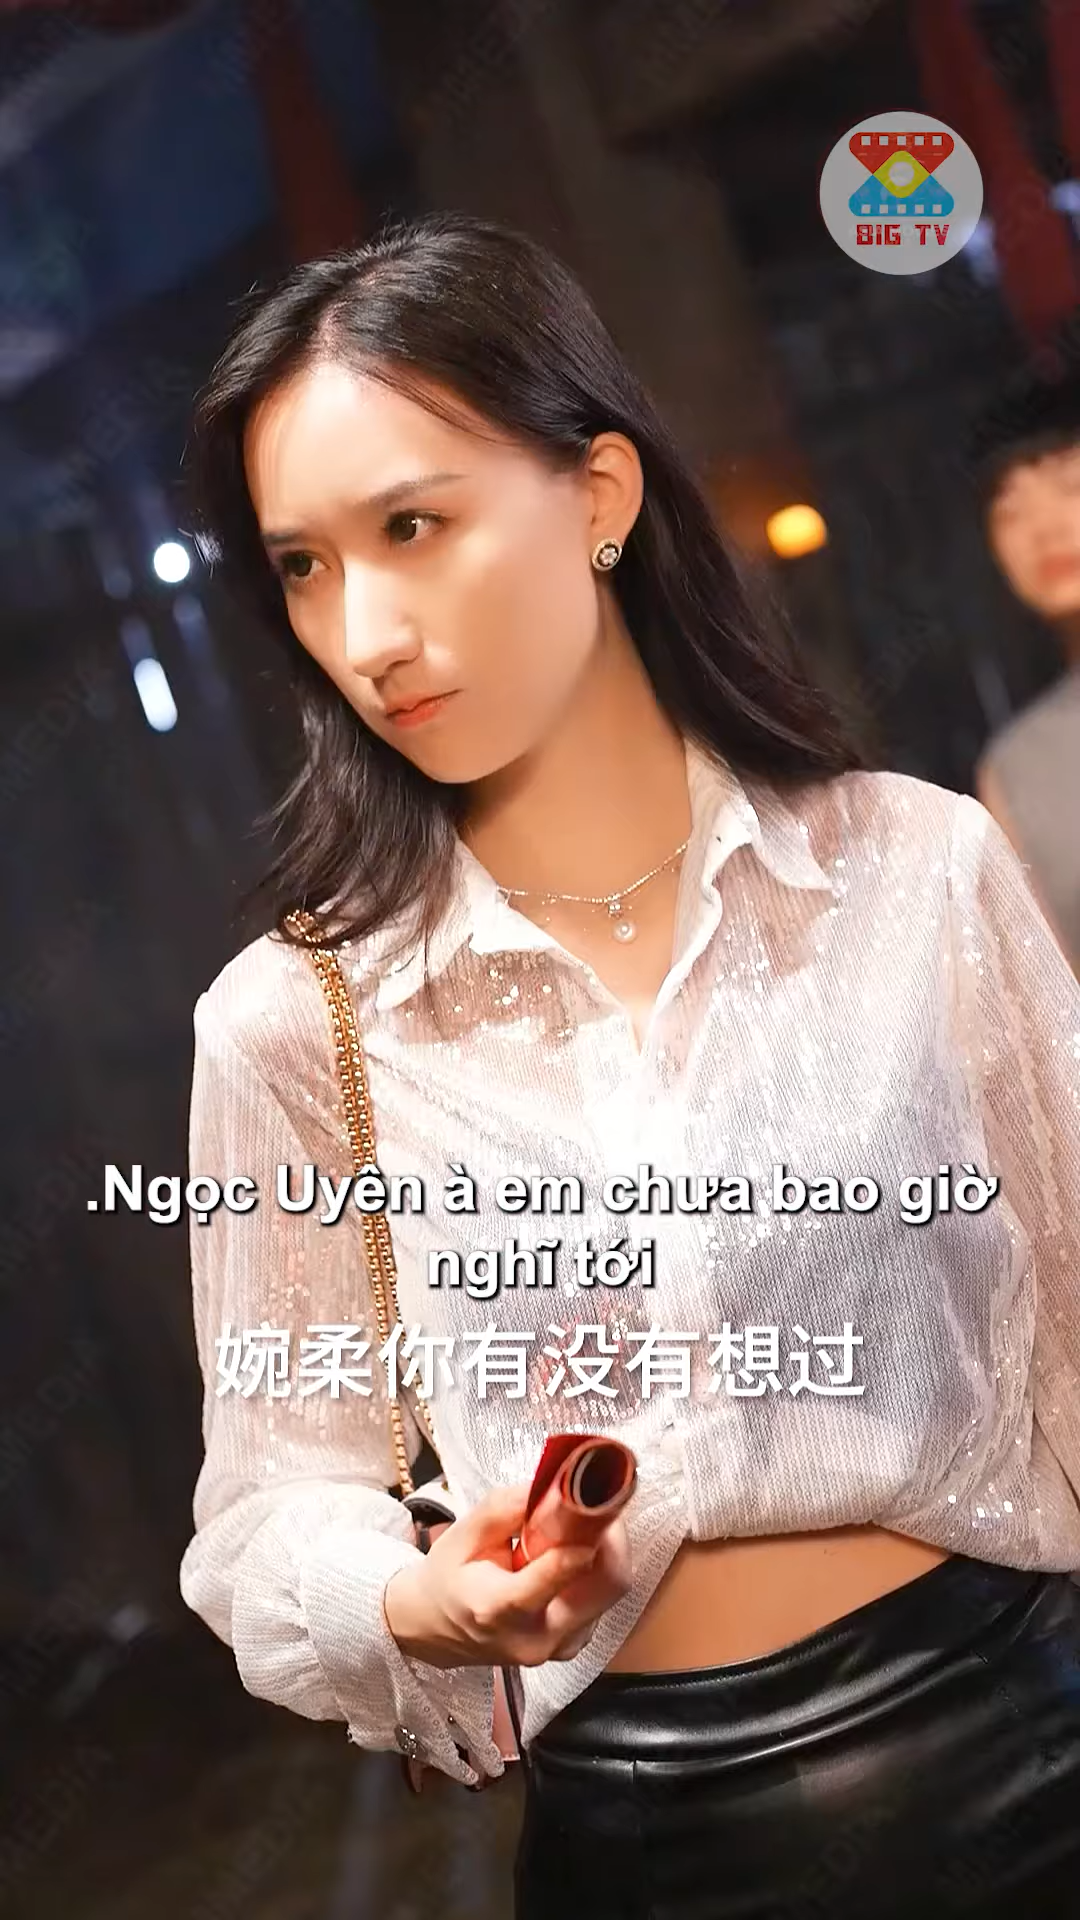 BIG TV
.Ngọc Uyên à em chưa bao giờ
nghĩ tới
婉柔你有没有想过